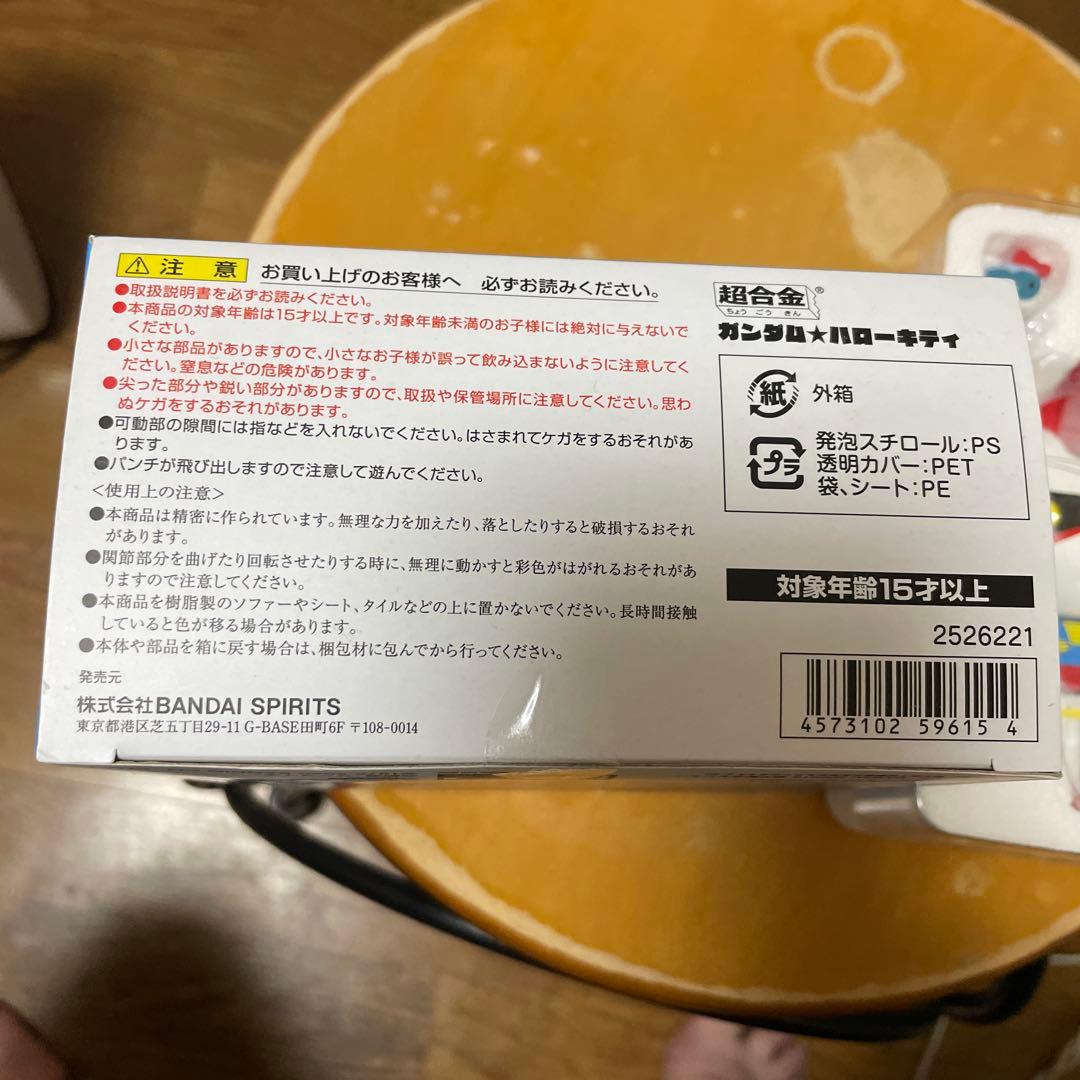 注意 お買い上げのお客様へ 必ずお読みください。
●取扱説明書を必ずお読みください。
●本商品の対象年齢は15才以上です。対象年齢未満のお子様には絶対に与えないで
ください。
●小さな部品がありますので、小さなお子様が誤って飲み込まないように注意してく
ださい。窒息などの危険があります。
●尖った部分や鋭い部分がありますので、取扱や保管場所に注意してください。思わ
ぬケガをするおそれがあります。
●可動部の隙間には指などを入れないでください。はさまれてケガをするおそれがあ
ります。
●パンチが飛び出しますので注意して遊んでください。
＜使用上の注意＞
●本商品は精密に作られています。無理な力を加えたり、落としたりすると破損するおそれ
があります。
●関節部分を曲げたり回転させたりする時に、無理に動かすと彩色がはがれるおそれがあ
りますので注意してください。
●本商品を樹脂製のソファーやシート、タイルなどの上に置かないでください。長時間接触
していると色が移る場合があります。
●本体や部品を箱に戻す場合は、梱包材に包んでから行ってください。
発売元
株式会社BANDAI SPIRITS
東京都港区芝五丁目29-11 G-BASE田町6F 〒108-0014
超合金®
ちょうごうきん
ガンダム★ハローキティ
紙 外箱
プラ 発泡スチロール:PS
透明カバー:PET
袋、シート:PE
対象年齢15才以上
2526221
4573102 59615 4